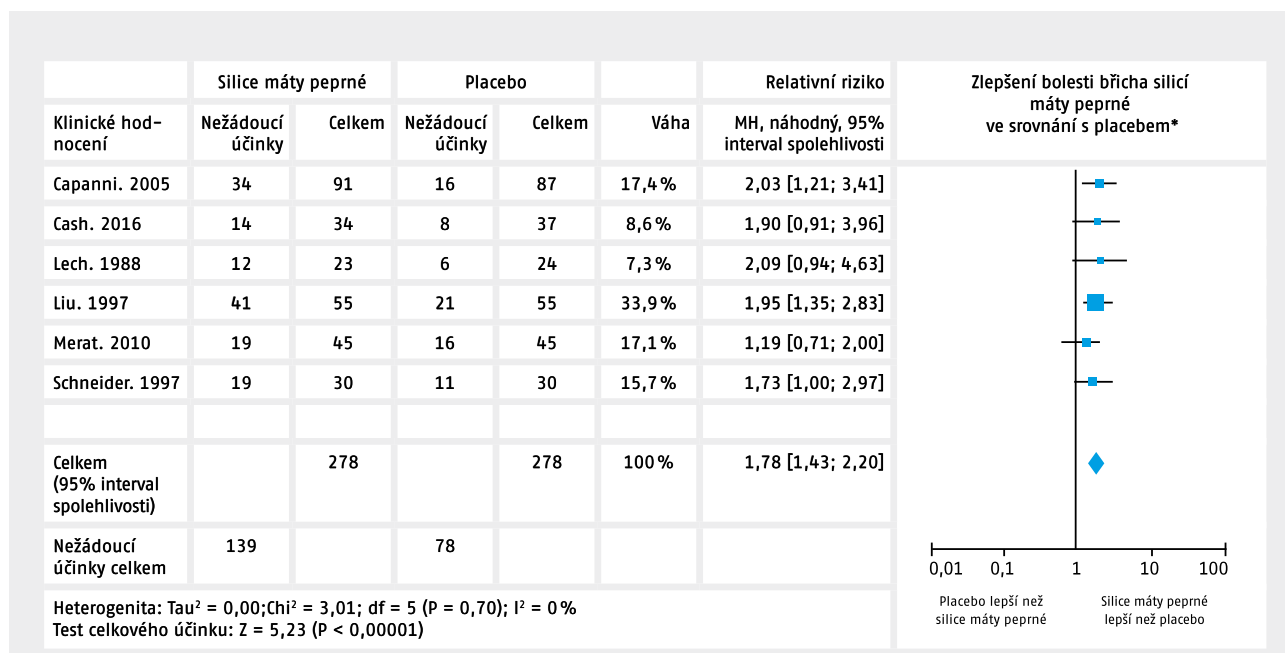 Silice máty peprné Placebo Relativní riziko Zlepšení bolesti břicha silicí
máty peprné
ve srovnání s placebem*
Klinické hod–
nocení
Nežádoucí
účinky
Celkem
Nežádoucí
účinky
Celkem
Váha
MH, náhodný, 95%
interval spolehlivosti
Capanni. 2005 34 91 16 87 17,4 % 2,03 [1,21; 3,41]
Cash. 2016 14 34 8 37 8,6 % 1,90 [0,91; 3,96]
Lech. 1988 12 23 6 24 7,3 % 2,09 [0,94; 4,63]
Liu. 1997 41 55 21 55 33,9 % 1,95 [1,35; 2,83]
Merat. 2010 19 45 16 45 17,1 % 1,19 [0,71; 2,00]
Schneider. 1997 19 30 11 30 15,7 % 1,73 [1,00; 2,97]
Celkem
(95% interval
spolehlivosti)
278 278 100 % 1,78 [1,43; 2,20]
Nežádoucí
účinky celkem
139 78
Heterogenita: Tau² = 0,00;Chi² = 3,01; df = 5 (P = 0,70); I² = 0 %
Test celkového účinku: Z = 5,23 (P < 0,00001)
0,01 0,1 1 10 100
Placebo lepší než
silice máty peprné
Silice máty peprné
lepší než placebo